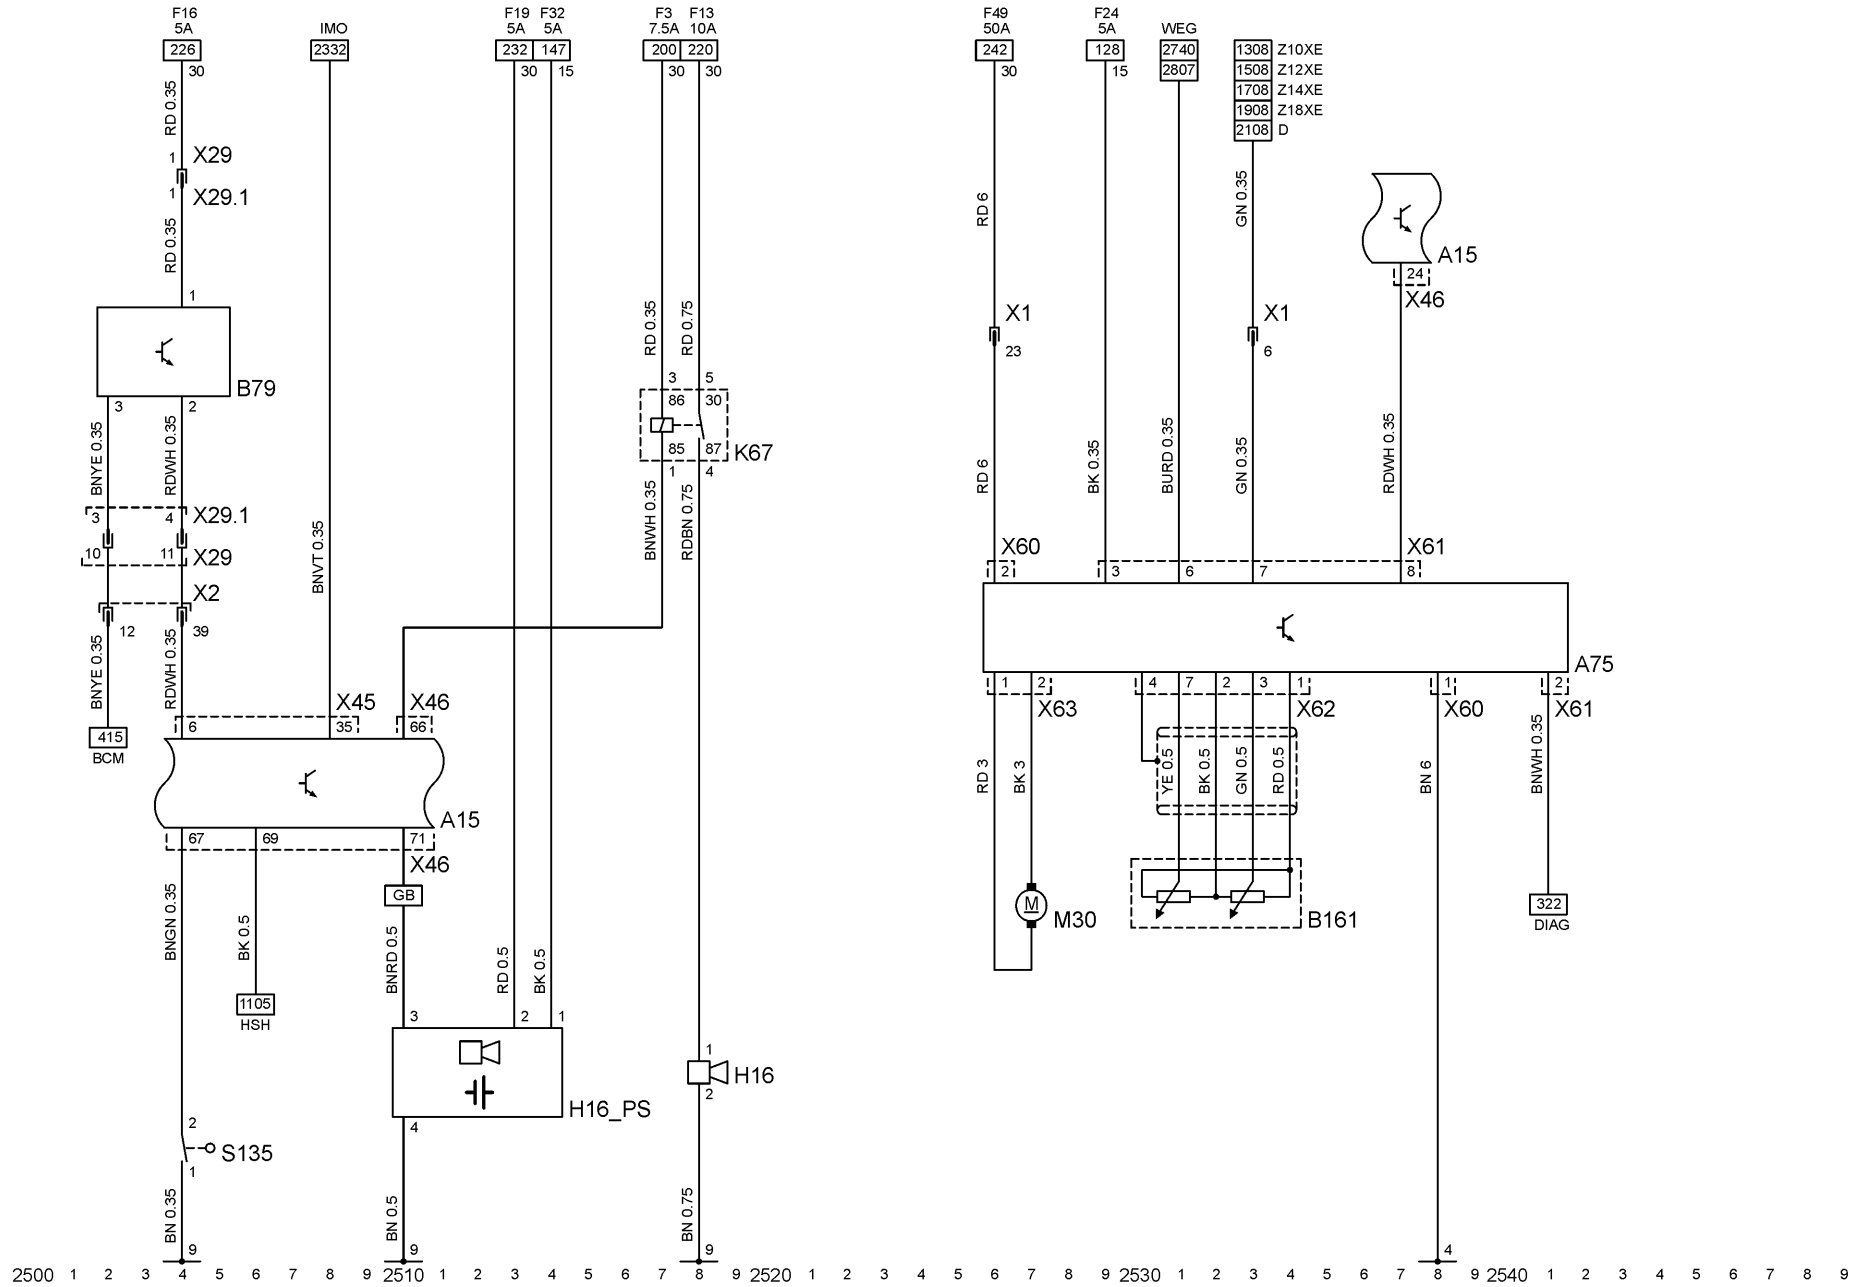 F16 F19 F32 F3 F13 F49 F24
5A IMO 5A 5A 7.5A 10A 50A 5A WEG
226 2332 232 147 200 220 242 128 2740 1308 Z10XE
30 30 15 30 30 30 15 2807 1508 Z12XE
1708 Z14XE
1908 Z18XE
2108 D
RD 0.35
1 X29
1 X29.1
RD 0.35
RD 6
GN 0.35
A15
24
X46
1
RD 0.35
RD 0.75
X1
23
X1
6
B79
3 2
3 5
86 30
85 87
K67
1 4
BNYE 0.35
RDWH 0.35
BNVT 0.35
BNWH 0.35
RDBN 0.75
RD 6
BK 0.35
BURD 0.35
GN 0.35
RDWH 0.35
3 4 X29.1
10 11 X29
X2
12 39
X60 X61
2 3 6 7 8
BNYE 0.35
RDWH 0.35
A75
X45 X46
6 35 66
415
BCM
1 2 4 7 2 3 1 1 2
X63 X62 X60 X61
RD 3
BK 3
YE 0.5
BK 0.5
GN 0.5
RD 0.5
BN 6
BNWH 0.35
A15
67 69 71
X46
GB
BNGN 0.35
BK 0.5
BNRD 0.5
RD 0.5
BK 0.5
M
M30
B161
322
DIAG
1105
HSH
3 2 1
H16_PS
4
1
H16
2
2
S135
1
BN 0.35
BN 0.5
BN 0.75
9 9 9 4
2500 1 2 3 4 5 6 7 8 9 2510 1 2 3 4 5 6 7 8 9 2520 1 2 3 4 5 6 7 8 9 2530 1 2 3 4 5 6 7 8 9 2540 1 2 3 4 5 6 7 8 9